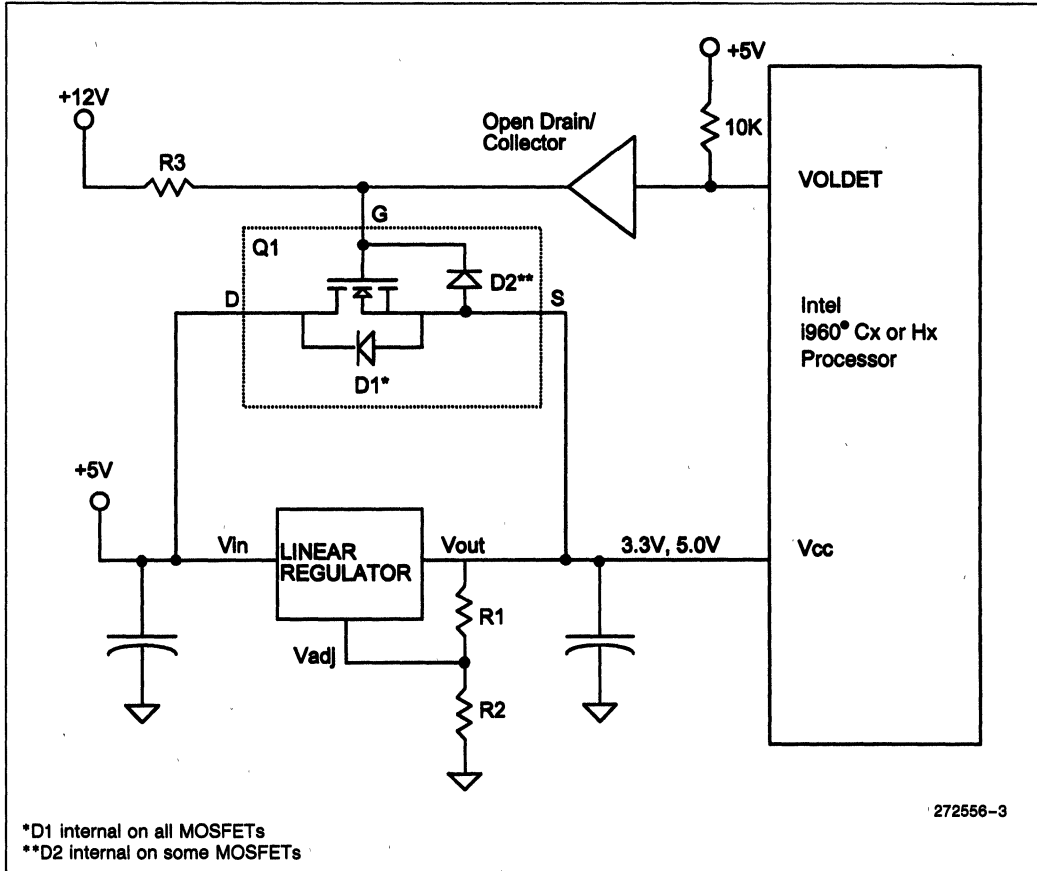 +5V
+12V
Open Drain/
Collector
10K
R3
VOLDET
G
Q1
D2**
D
S
D1*
Intel
i960® Cx or Hx
Processor
+5V
Vin
LINEAR
REGULATOR
Vout
3.3V, 5.0V
Vcc
R1
Vadj
R2
272556-3
*D1 internal on all MOSFETs
**D2 internal on some MOSFETs